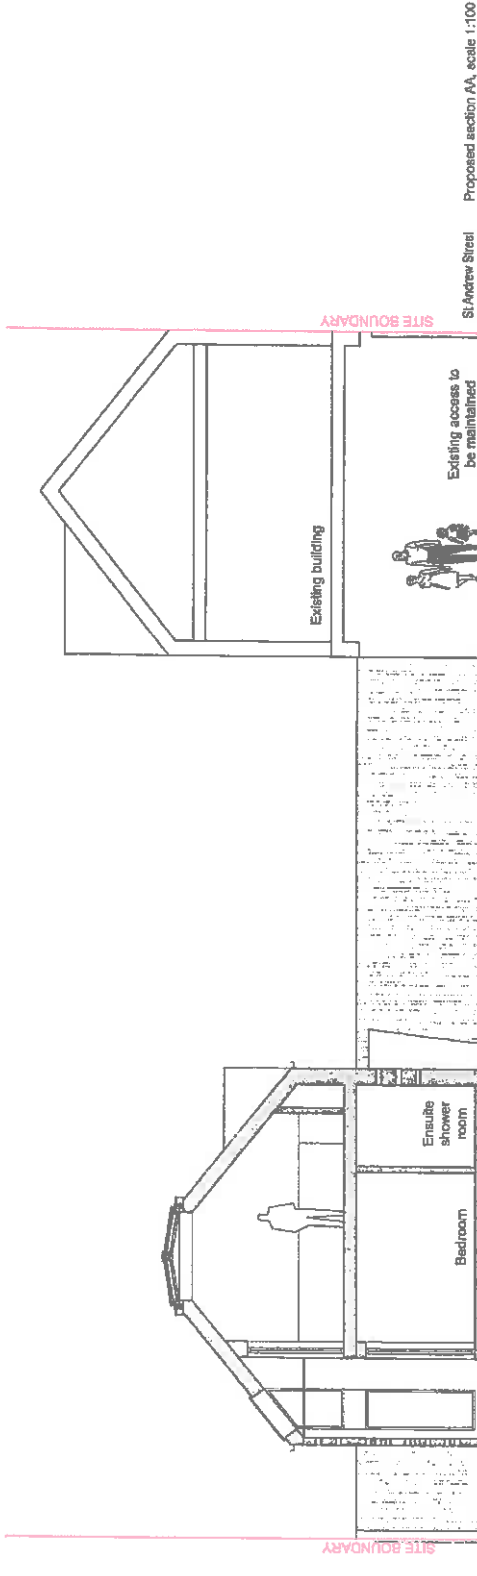 SITE BOUNDARY
SITE BOUNDARY
Existing building
Existing access to
be maintained
Ensuite
shower
room
Bedroom
St Andrew Street
Proposed section AA, scale 1:100